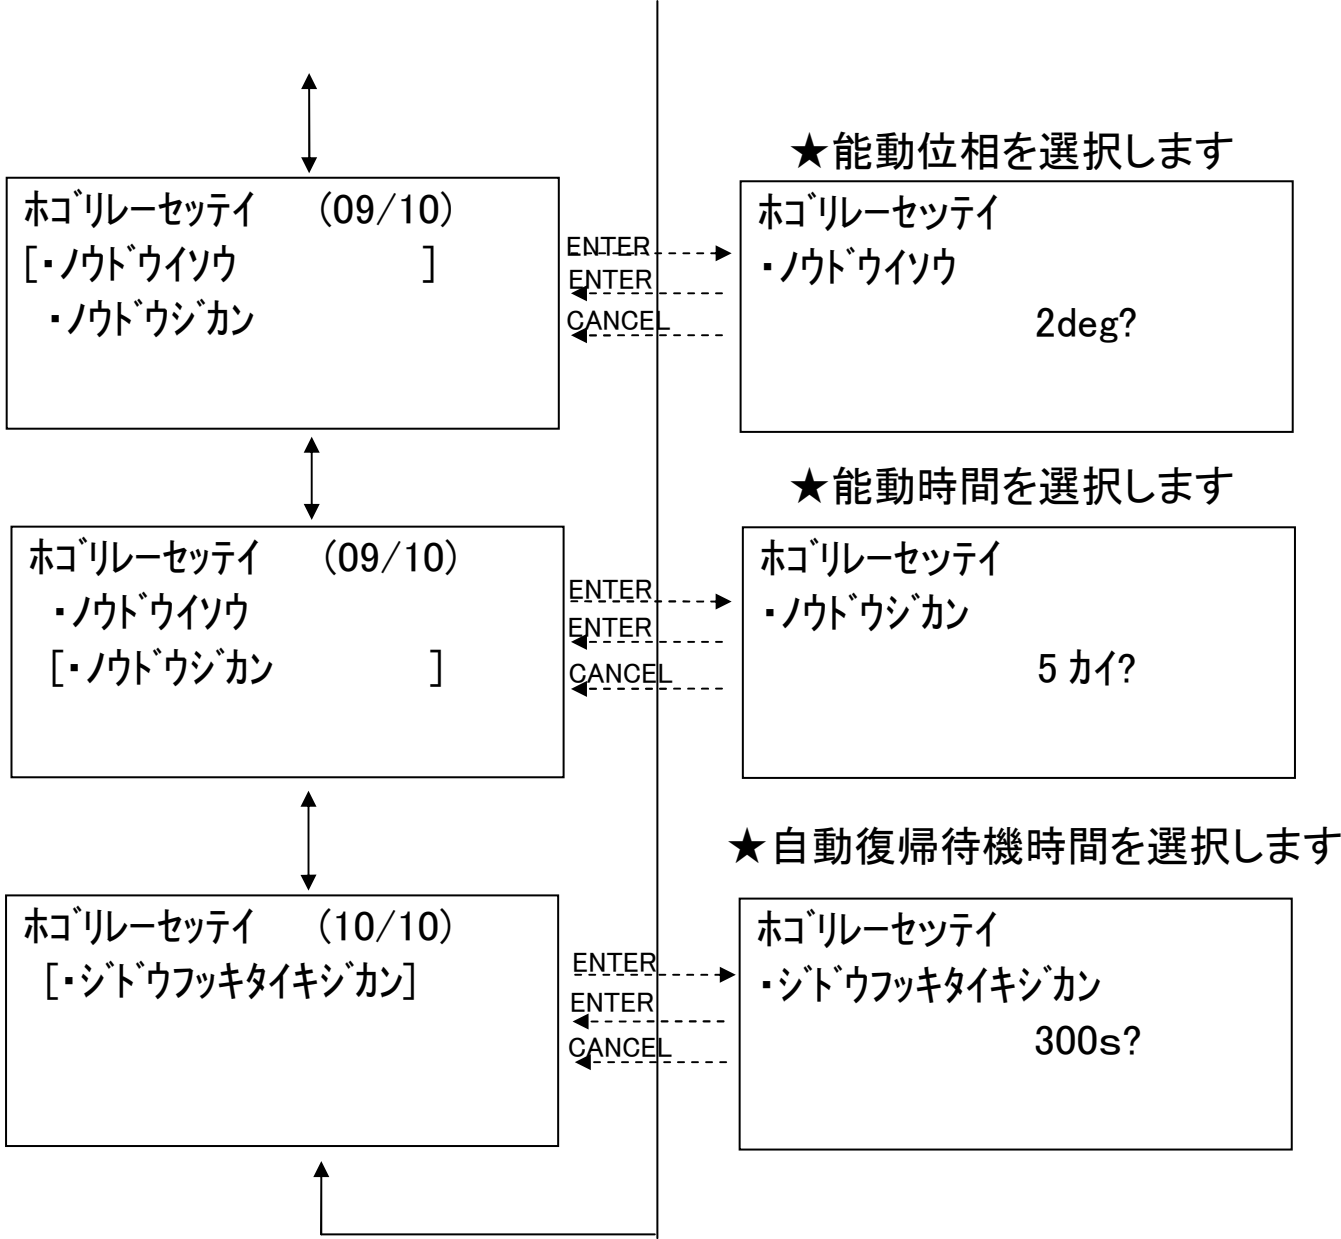 ★能動位相を選択します
ホゴリレーセッテイ (09/10)
[・ノウドウイソウ ]
・ノウドウジカン
ENTER
ENTER
CANCEL
ホゴリレーセツテイ
・ノウドウイソウ
2deg?
★能動時間を選択します
ホゴリレーセッテイ (09/10)
・ノウドウイソウ
[・ノウドウジカン ]
ENTER
ENTER
CANCEL
ホゴリレーセツテイ
・ノウドウジカン
5 カイ?
★自動復帰待機時間を選択します
ホゴリレーセッテイ (10/10)
[・ジドウフッキタイキジカン]
ENTER
ENTER
CANCEL
ホゴリレーセツテイ
・ジドウフッキタイキジカン
300s?